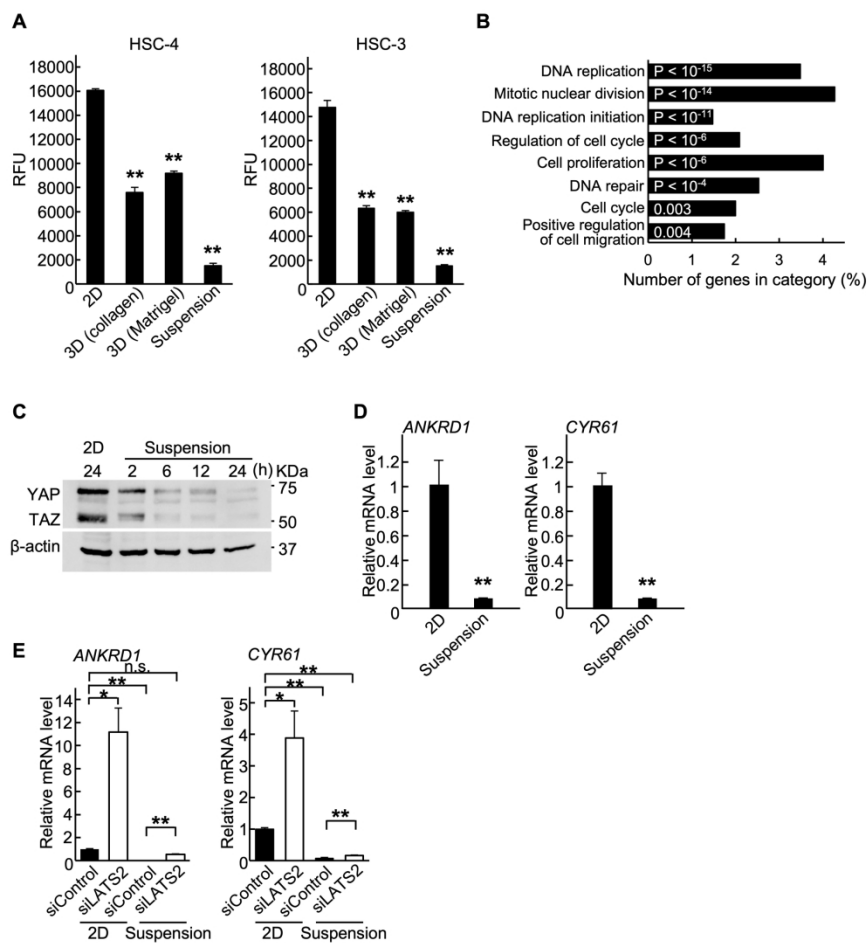 A
HSC-4
RFU
18000
16000
14000
12000
10000
8000
6000
4000
2000
0
**
**
**
2D
3D (collagen)
3D (Matrigel)
Suspension
HSC-3
RFU
18000
16000
14000
12000
10000
8000
6000
4000
2000
0
**
**
**
2D
3D (collagen)
3D (Matrigel)
Suspension
B
DNA replication P < 10-15
Mitotic nuclear division P < 10-14
DNA replication initiation P < 10-11
Regulation of cell cycle P < 10-6
Cell proliferation P < 10-6
DNA repair P < 10-4
Cell cycle 0.003
Positive regulation
of cell migration 0.004
0 1 2 3 4
Number of genes in category (%)
C
2D Suspension
24 2 6 12 24 (h) KDa
YAP 75
TAZ 50
β-actin 37
D
ANKRD1
Relative mRNA level
1.4
1.2
1
0.8
0.6
0.4
0.2
0
**
2D
Suspension
CYR61
Relative mRNA level
1.4
1.2
1
0.8
0.6
0.4
0.2
0
**
2D
Suspension
E
ANKRD1
n.s.
**
*
**
Relative mRNA level
14
12
10
8
6
4
2
0
siControl
siLATS2
siControl
siLATS2
2D Suspension
CYR61
**
**
*
**
Relative mRNA level
5
4
3
2
1
0
siControl
siLATS2
siControl
siLATS2
2D Suspension